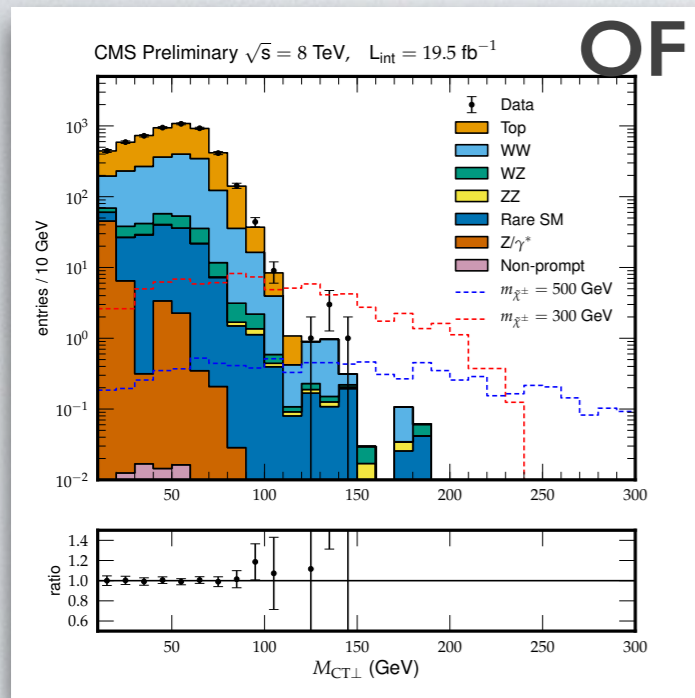 OF
CMS Preliminary √s = 8 TeV, L_int = 19.5 fb⁻¹
entries / 10 GeV
10³
10²
10¹
10⁰
10⁻¹
10⁻²
Data
Top
WW
WZ
ZZ
Rare SM
Z/γ*
Non-prompt
m_χ̃± = 500 GeV
m_χ̃± = 300 GeV
50 100 150 200 250 300
ratio
1.4
1.2
1.0
0.8
0.6
50 100 150 200 250 300
M_CT⊥ (GeV)